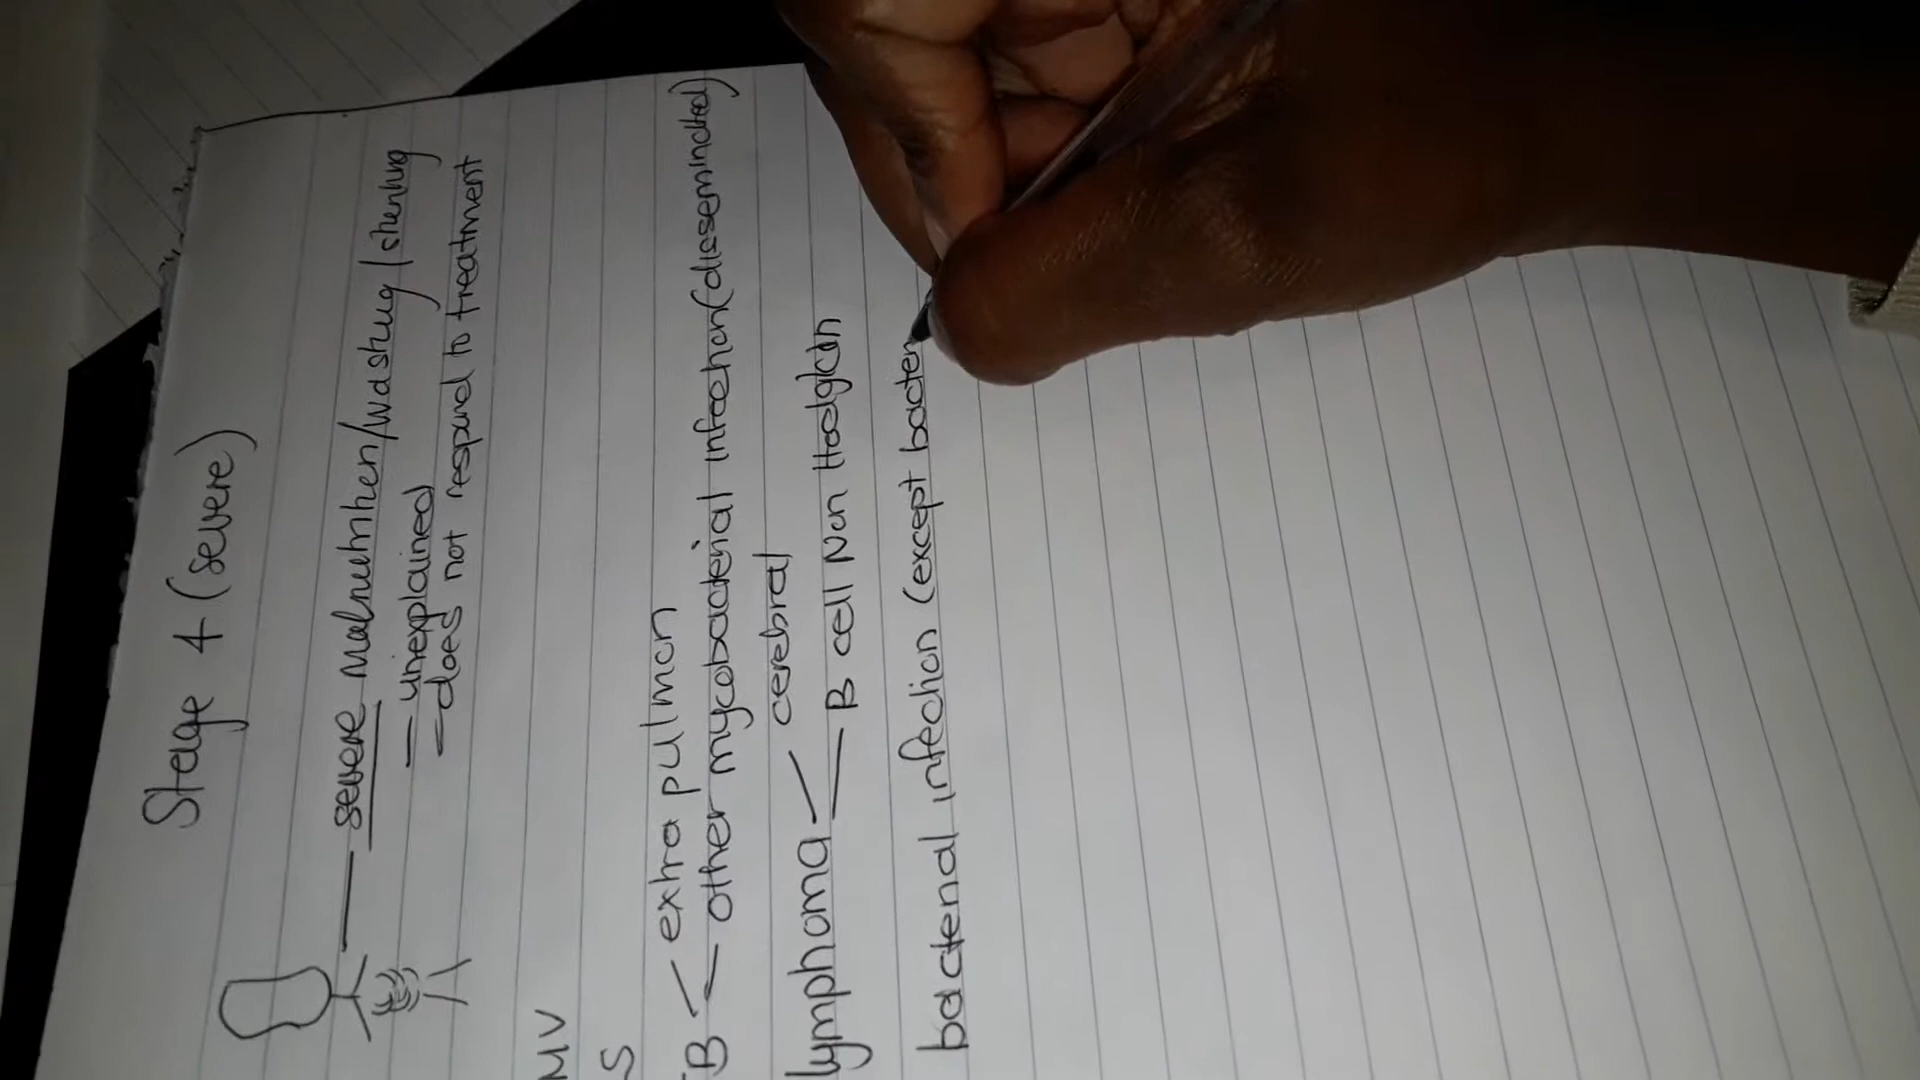 Stage 4 (severe)
severe malnutrition/wasting/stunting
- unexplained
- does not respond to treatment
MV
S
TB < extra pulmon
- other mycobacterial infection (disseminated)
lymphoma < cerebral
- B cell Non Hodgkin
bacterial infection (except bacter